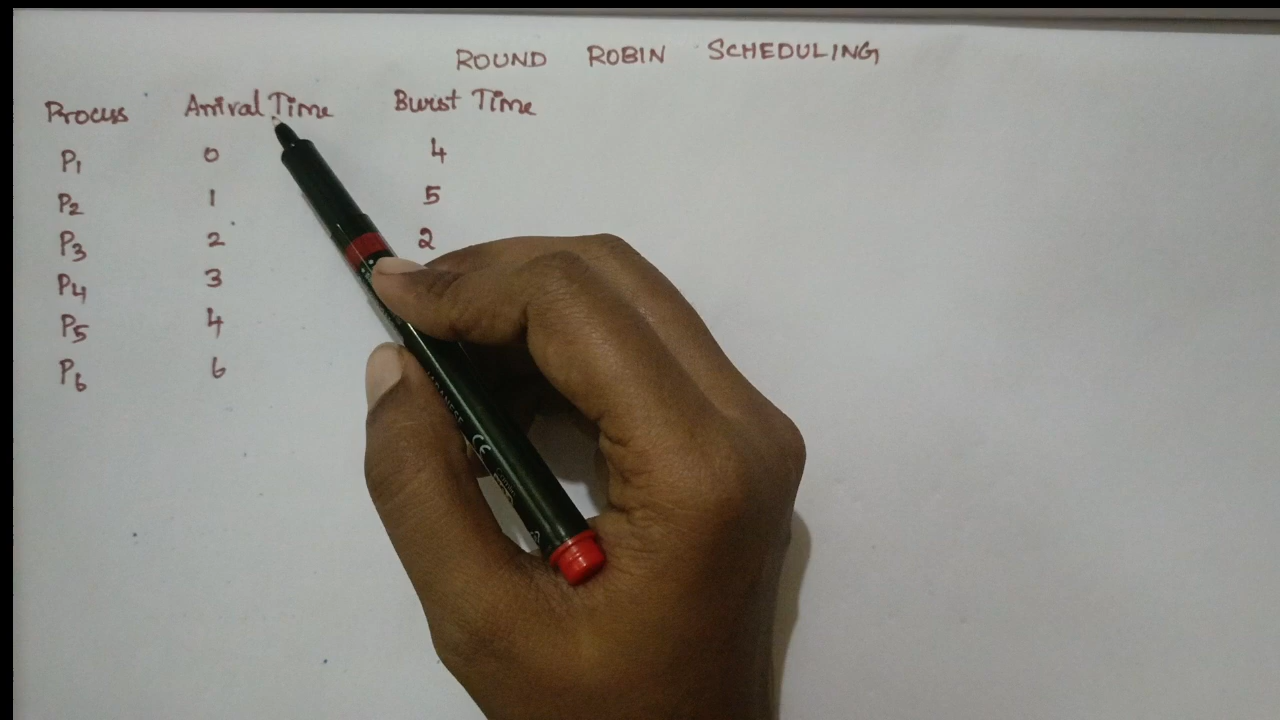 ROUND ROBIN SCHEDULING
Process Arrival Time Burst Time
P1 0 4
P2 1 5
P3 2 2
P4 3
P5 4
P6 6
CE